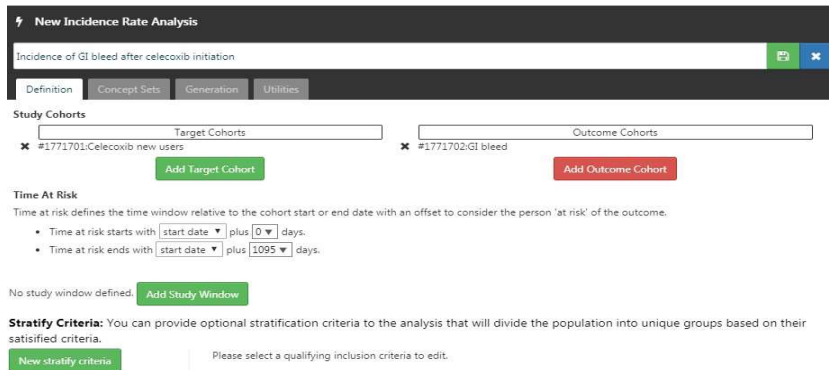 New Incidence Rate Analysis
Incidence of GI bleed after celecoxib initiation
Definition Concept Sets Generation Utilities
Study Cohorts
Target Cohorts Outcome Cohorts
✖ #1771701:Celecoxib new users ✖ #1771702:GI bleed
Add Target Cohort Add Outcome Cohort
Time At Risk
Time at risk defines the time window relative to the cohort start or end date with an offset to consider the person 'at risk' of the outcome.
• Time at risk starts with start date ▼ plus 0 ▼ days.
• Time at risk ends with start date ▼ plus 1095 ▼ days.
No study window defined. Add Study Window
Stratify Criteria: You can provide optional stratification criteria to the analysis that will divide the population into unique groups based on their
satisified criteria.
New stratify criteria Please select a qualifying inclusion criteria to edit.